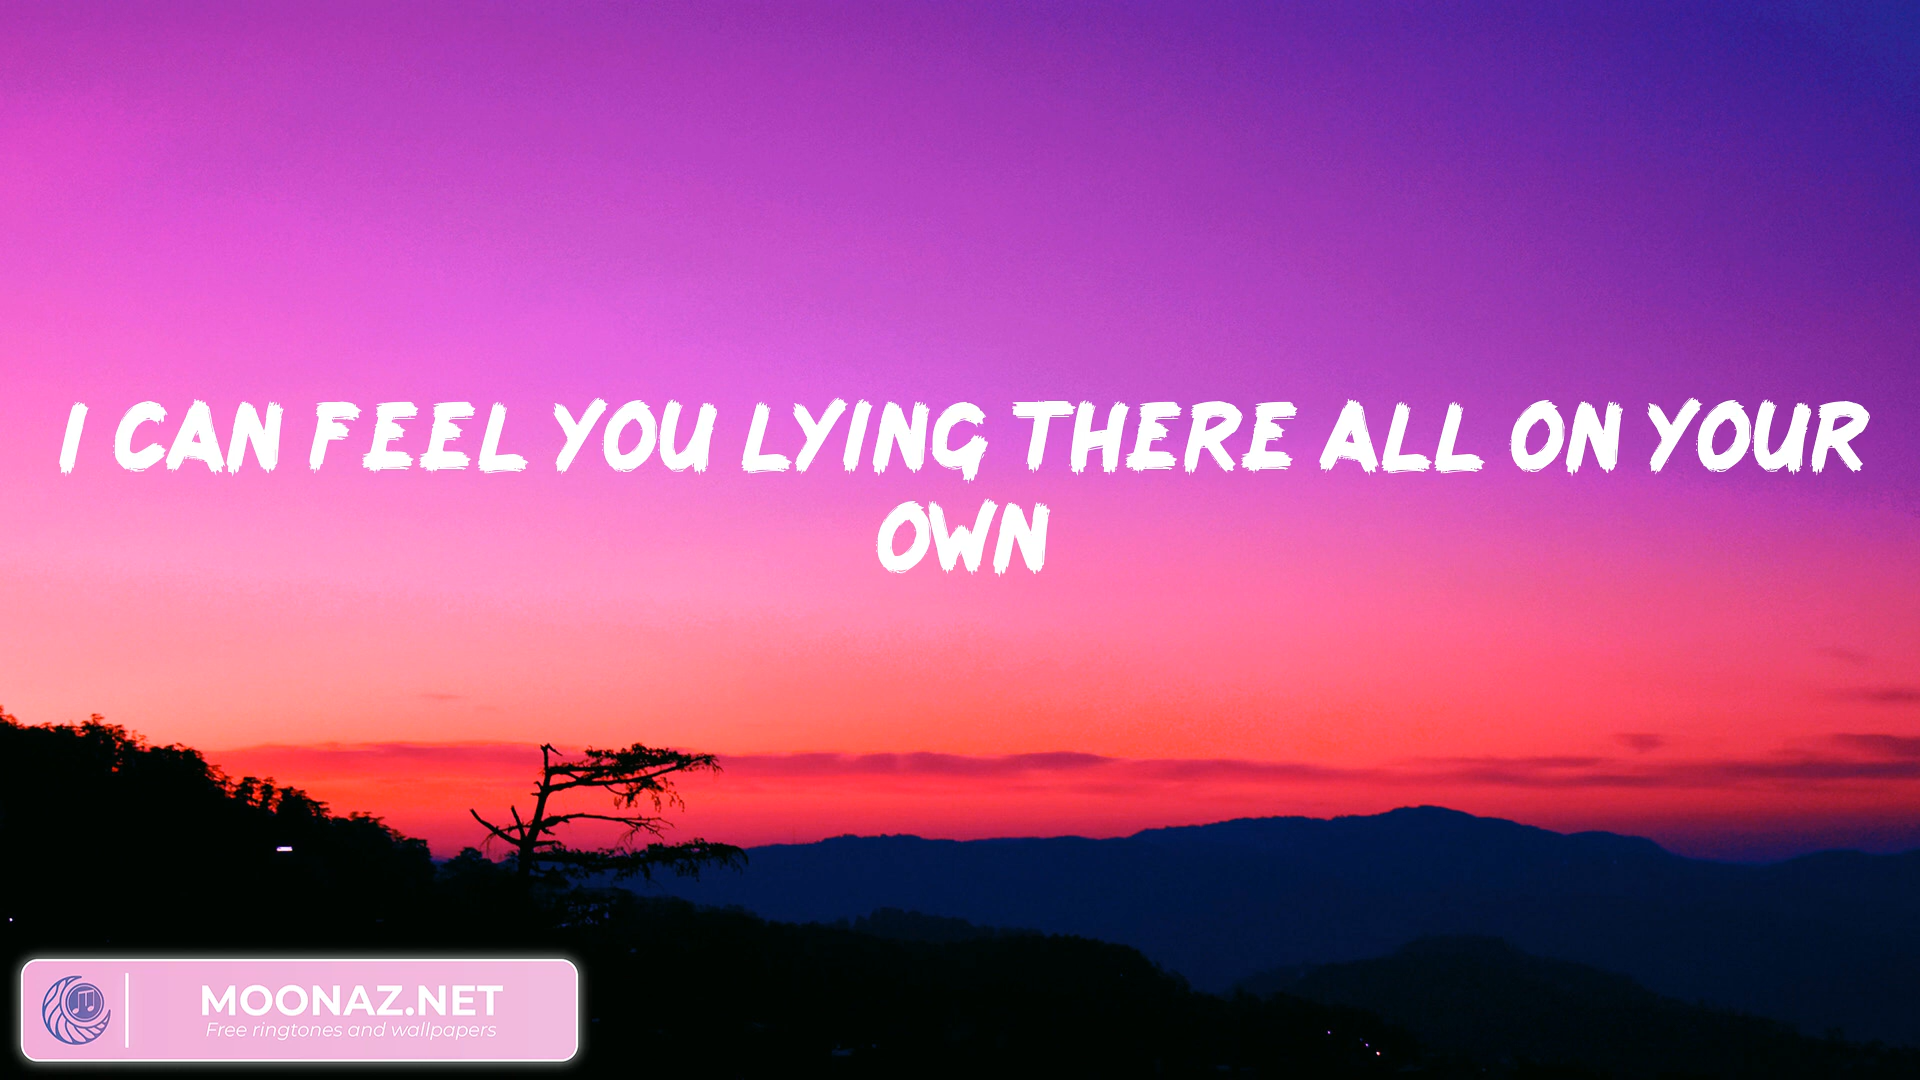 I CAN FEEL YOU LYING THERE ALL ON YOUR
OWN
MOONAZ.NET
Free ringtones and wallpapers